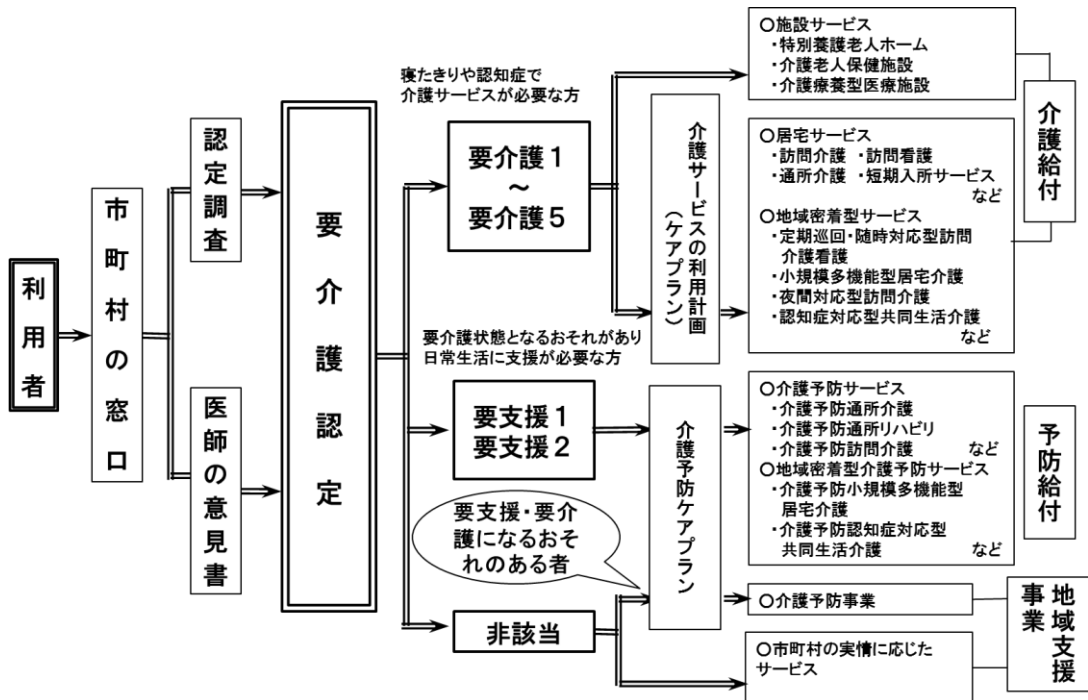 利用者
市町村の窓口
認定調査
医師の意見書
要介護認定
寝たきりや認知症で
介護サービスが必要な方
要介護1
～
要介護5
要介護状態となるおそれがあり
日常生活に支援が必要な方
要支援1
要支援2
要支援・要介
護になるおそ
れのある者
非該当
介護サービスの利用計画
(ケアプラン)
介護予防ケアプラン
○施設サービス
・特別養護老人ホーム
・介護老人保健施設
・介護療養型医療施設
○居宅サービス
・訪問介護 ・訪問看護
・通所介護 ・短期入所サービス
など
○地域密着型サービス
・定期巡回・随時対応型訪問
介護看護
・小規模多機能型居宅介護
・夜間対応型訪問介護
・認知症対応型共同生活介護
など
介護給付
○介護予防サービス
・介護予防通所介護
・介護予防通所リハビリ
・介護予防訪問介護 など
○地域密着型介護予防サービス
・介護予防小規模多機能型
居宅介護
・介護予防認知症対応型
共同生活介護 など
予防給付
○介護予防事業
○市町村の実情に応じた
サービス
地域支援
事業